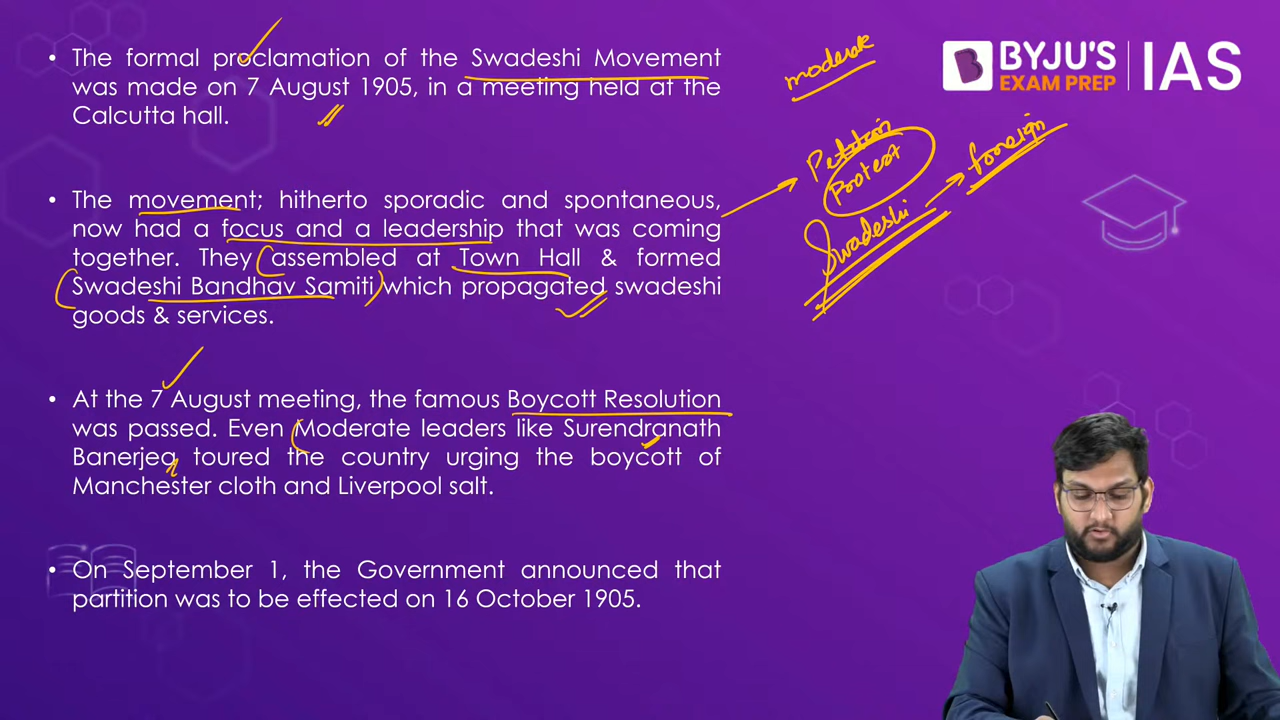 • The formal proclamation of the Swadeshi Movement
was made on 7 August 1905, in a meeting held at the
Calcutta hall.
• The movement; hitherto sporadic and spontaneous,
now had a focus and a leadership that was coming
together. They assembled at Town Hall & formed
Swadeshi Bandhav Samiti which propagated swadeshi
goods & services.
• At the 7 August meeting, the famous Boycott Resolution
was passed. Even Moderate leaders like Surendranath
Banerjea toured the country urging the boycott of
Manchester cloth and Liverpool salt.
• On September 1, the Government announced that
partition was to be effected on 16 October 1905.
moderate
Petition
Protest
Swadeshi
foreign
BYJU'S
EXAM PREP
IAS